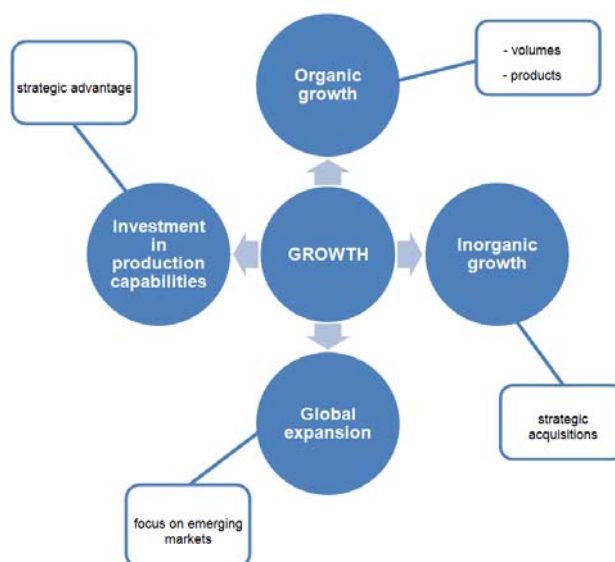 Organic
growth
- volumes
- products
strategic advantage
Investment
in
production
capabilities
GROWTH
Inorganic
growth
Global
expansion
strategic
acquisitions
focus on emerging
markets